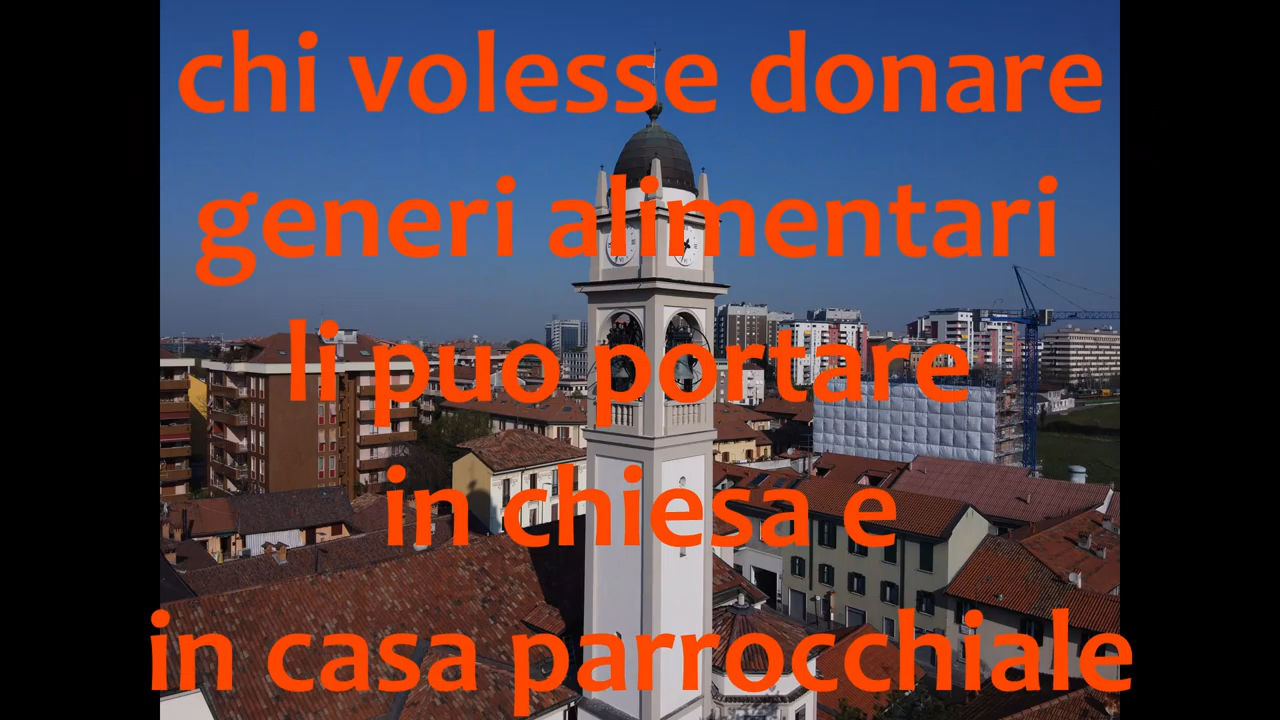 chi volesse donare
generi alimentari
li puo portare
in chiesa e
in casa parrocchiale